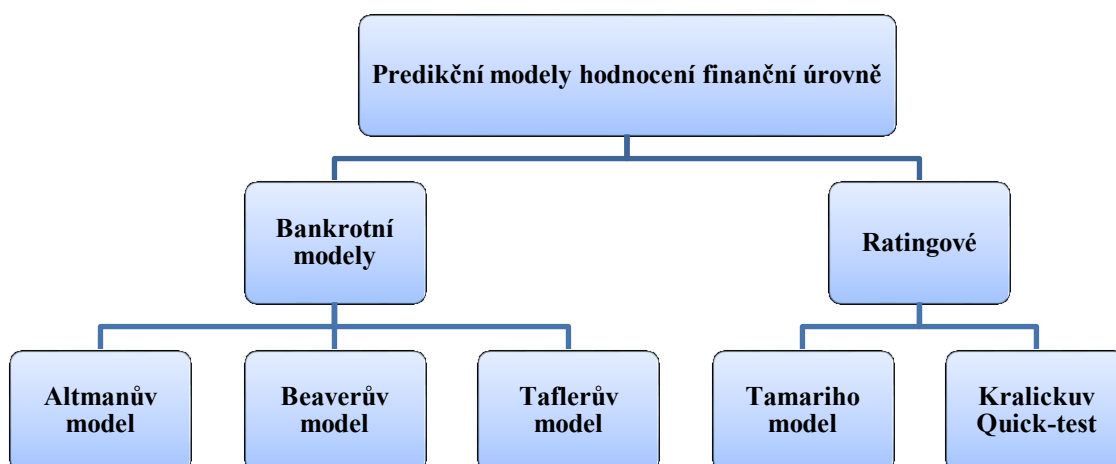 Predikční modely hodnocení finanční úrovně
Bankrotní
modely
Ratingové
Altmanův
model
Beaverův
model
Taflerův
model
Tamariho
model
Kralickuv
Quick-test